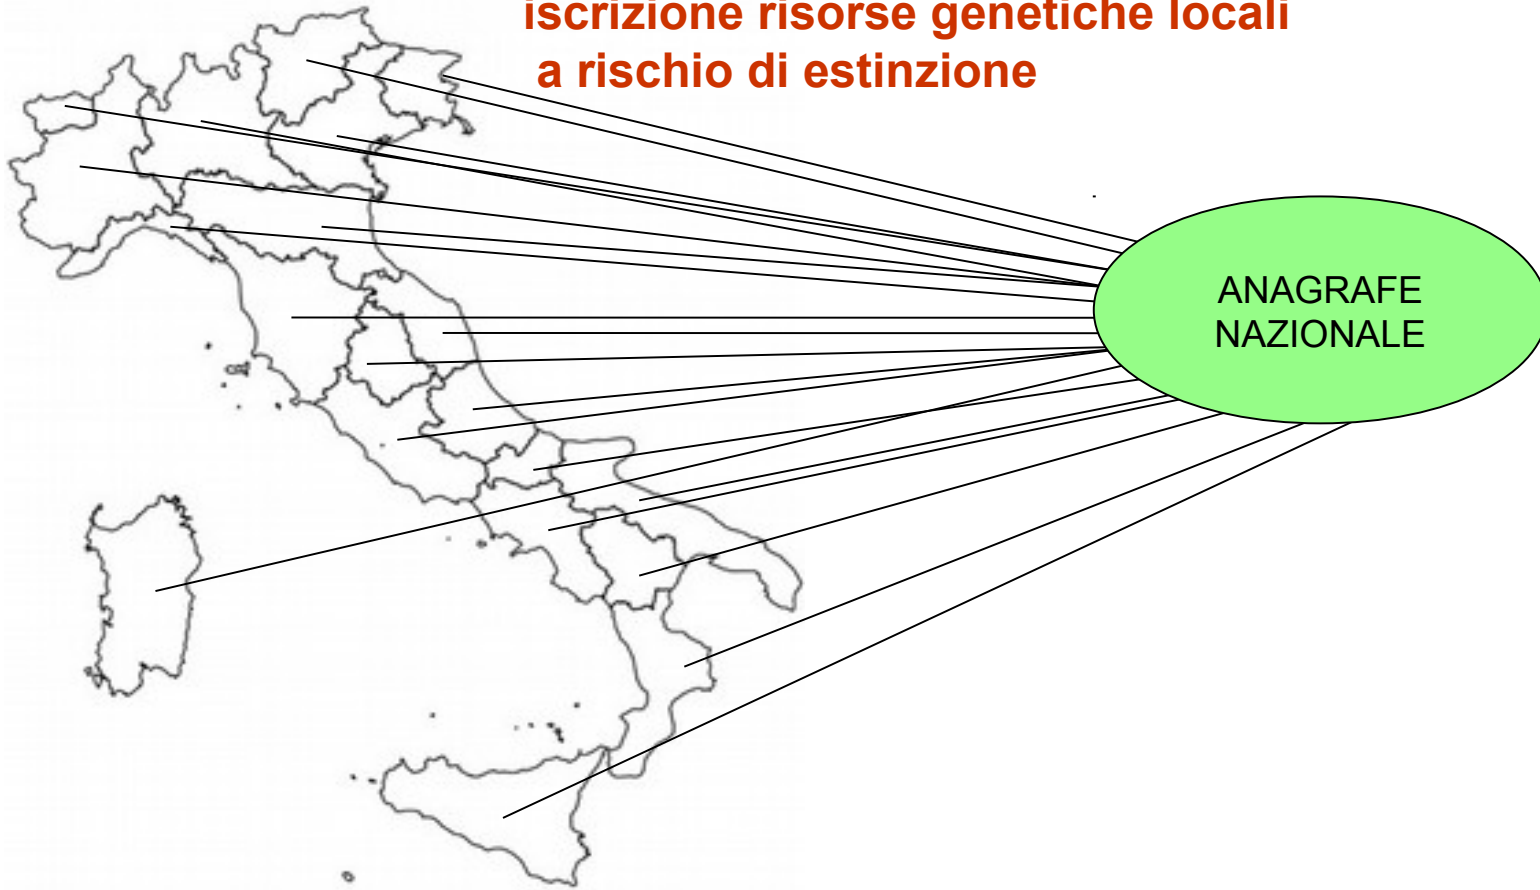 iscrizione risorse genetiche locali
a rischio di estinzione
ANAGRAFE
NAZIONALE